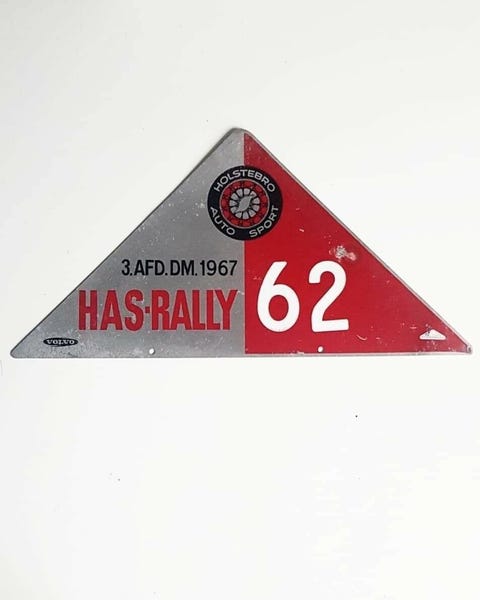 HOLSTEBRO
AUTO SPORT
3.AFD.DM.1967
HAS-RALLY
62
VOLVO